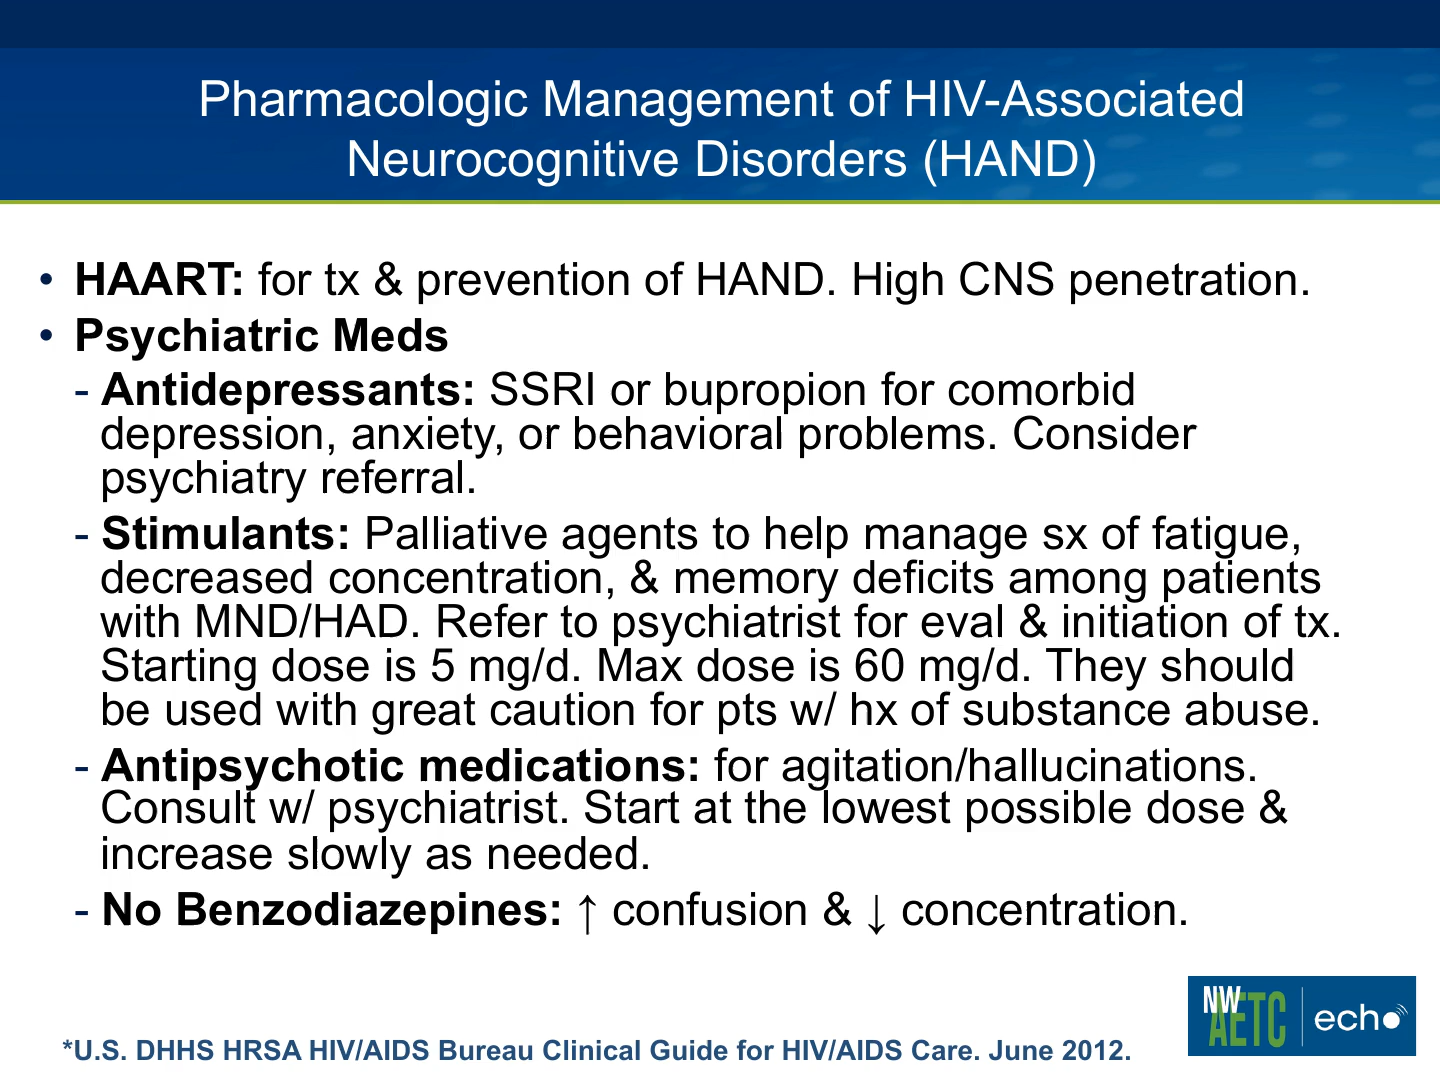 Pharmacologic Management of HIV-Associated
Neurocognitive Disorders (HAND)
• HAART: for tx & prevention of HAND. High CNS penetration.
• Psychiatric Meds
- Antidepressants: SSRI or bupropion for comorbid
depression, anxiety, or behavioral problems. Consider
psychiatry referral.
- Stimulants: Palliative agents to help manage sx of fatigue,
decreased concentration, & memory deficits among patients
with MND/HAD. Refer to psychiatrist for eval & initiation of tx.
Starting dose is 5 mg/d. Max dose is 60 mg/d. They should
be used with great caution for pts w/ hx of substance abuse.
- Antipsychotic medications: for agitation/hallucinations.
Consult w/ psychiatrist. Start at the lowest possible dose &
increase slowly as needed.
- No Benzodiazepines: ↑ confusion & ↓ concentration.
NW
AETC
echo
*U.S. DHHS HRSA HIV/AIDS Bureau Clinical Guide for HIV/AIDS Care. June 2012.